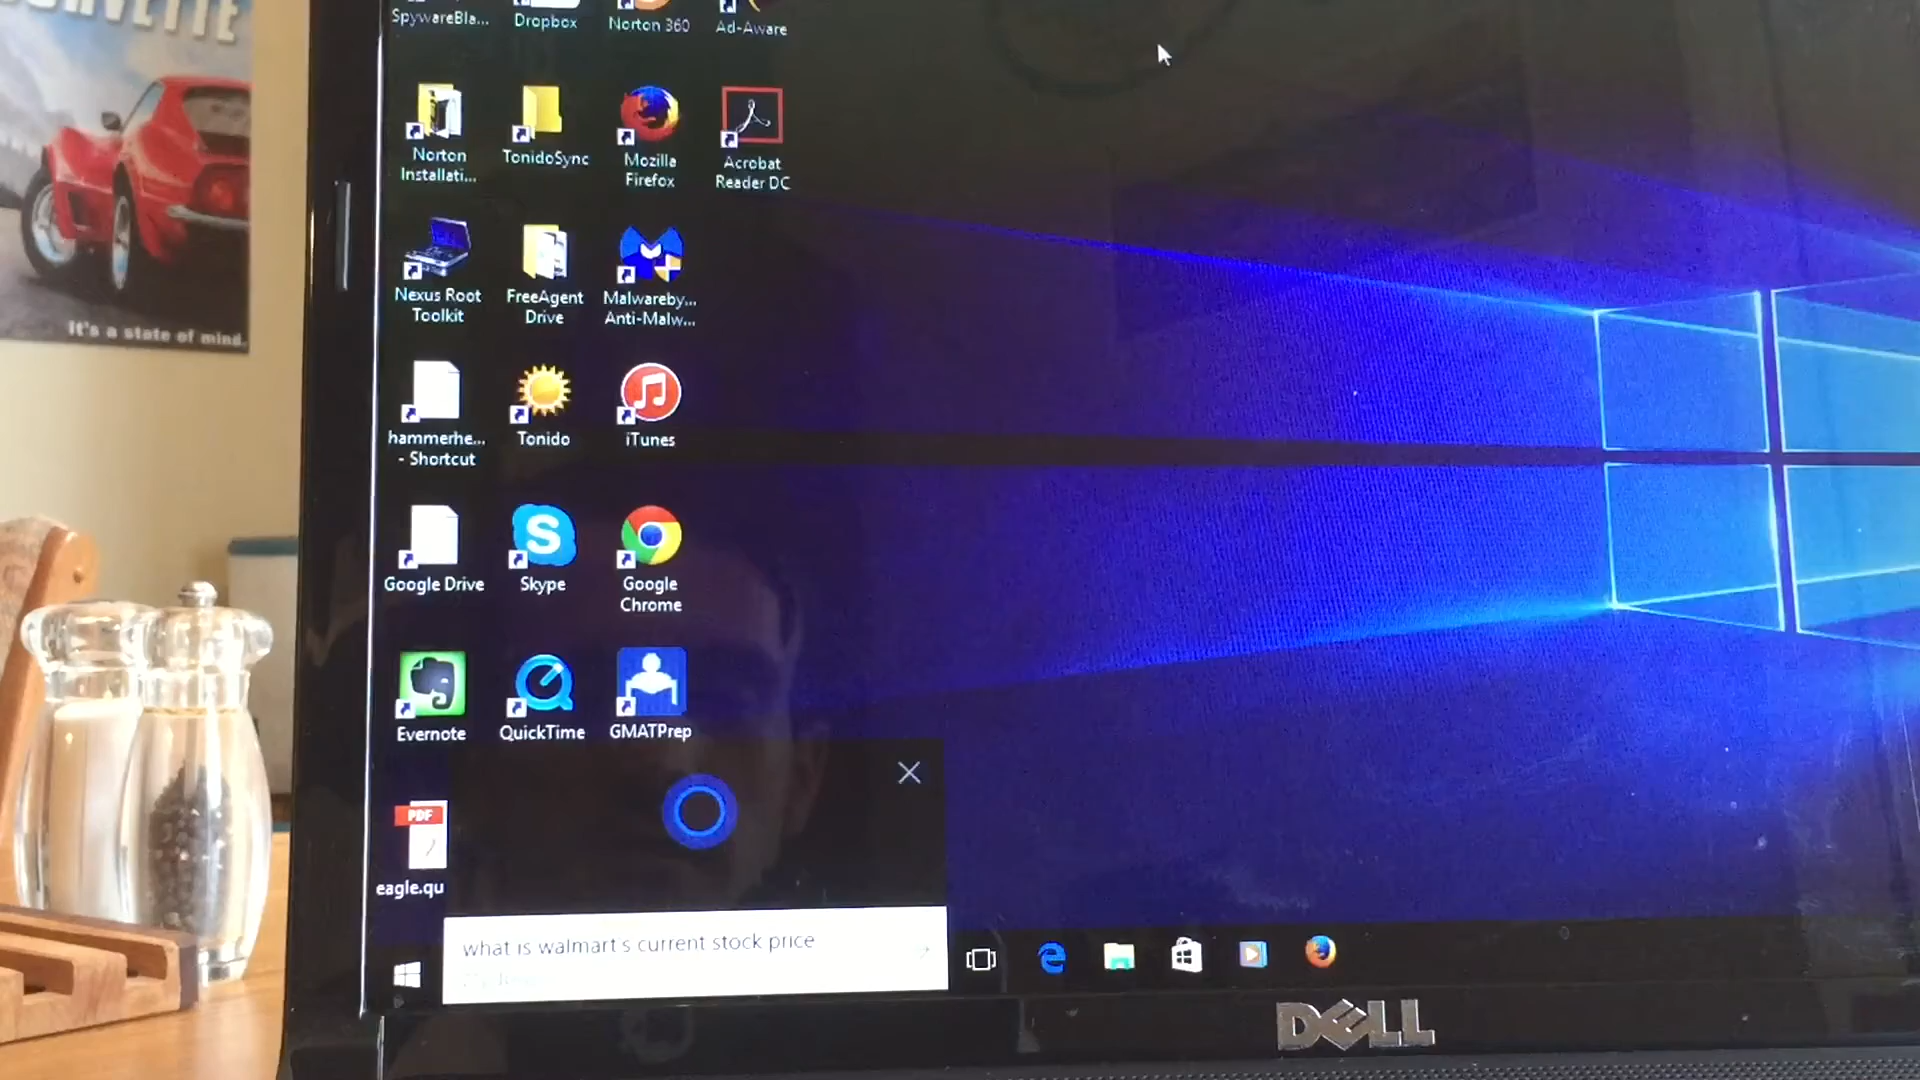 CORVETTE
It's a state of mind.
SpywareBla...
Dropbox
Norton 360
Ad-Aware
Norton
Installati...
TonidoSync
Mozilla
Firefox
Acrobat
Reader DC
Nexus Root
Toolkit
FreeAgent
Drive
Malwareby...
Anti-Malw...
hammerhe...
- Shortcut
Tonido
iTunes
Google Drive
Skype
Google
Chrome
Evernote
QuickTime
GMATPrep
PDF
eagle.qu
what is walmart's current stock price
DELL